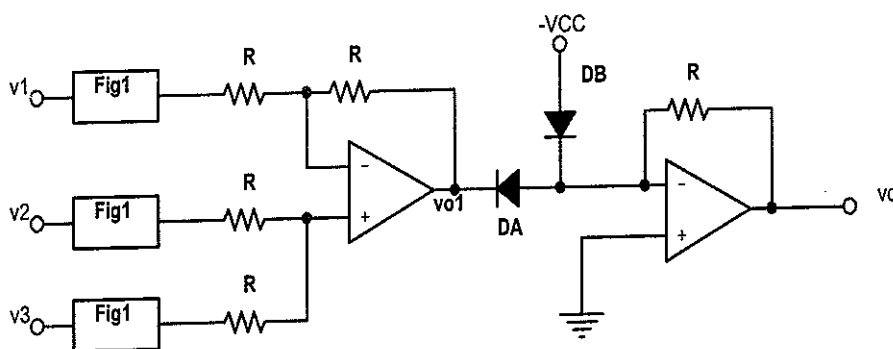 -VCC
R
R
DB
R
v1
Fig1
-
R
-
v2
Fig1
+
vo1
DA
vo
+
R
v3
Fig1